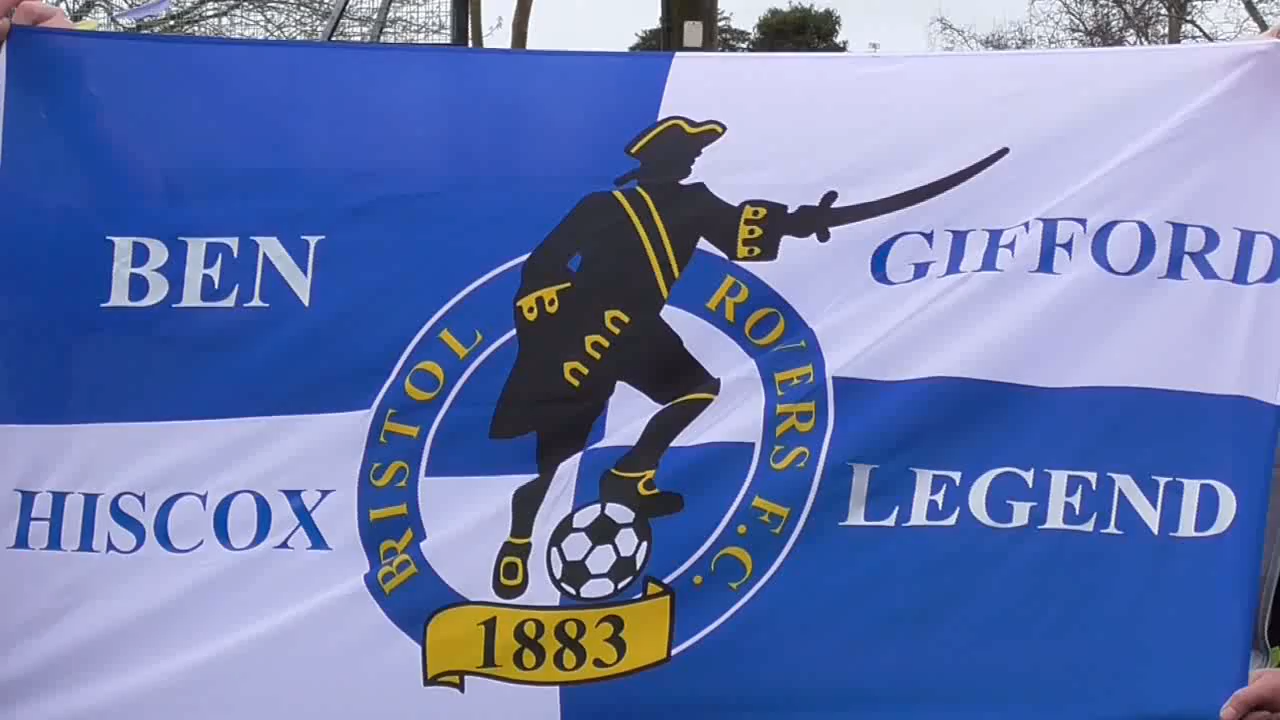 BEN
GIFFORD
HISCOX
LEGEND
BRISTOL ROVERS F.C.
1883